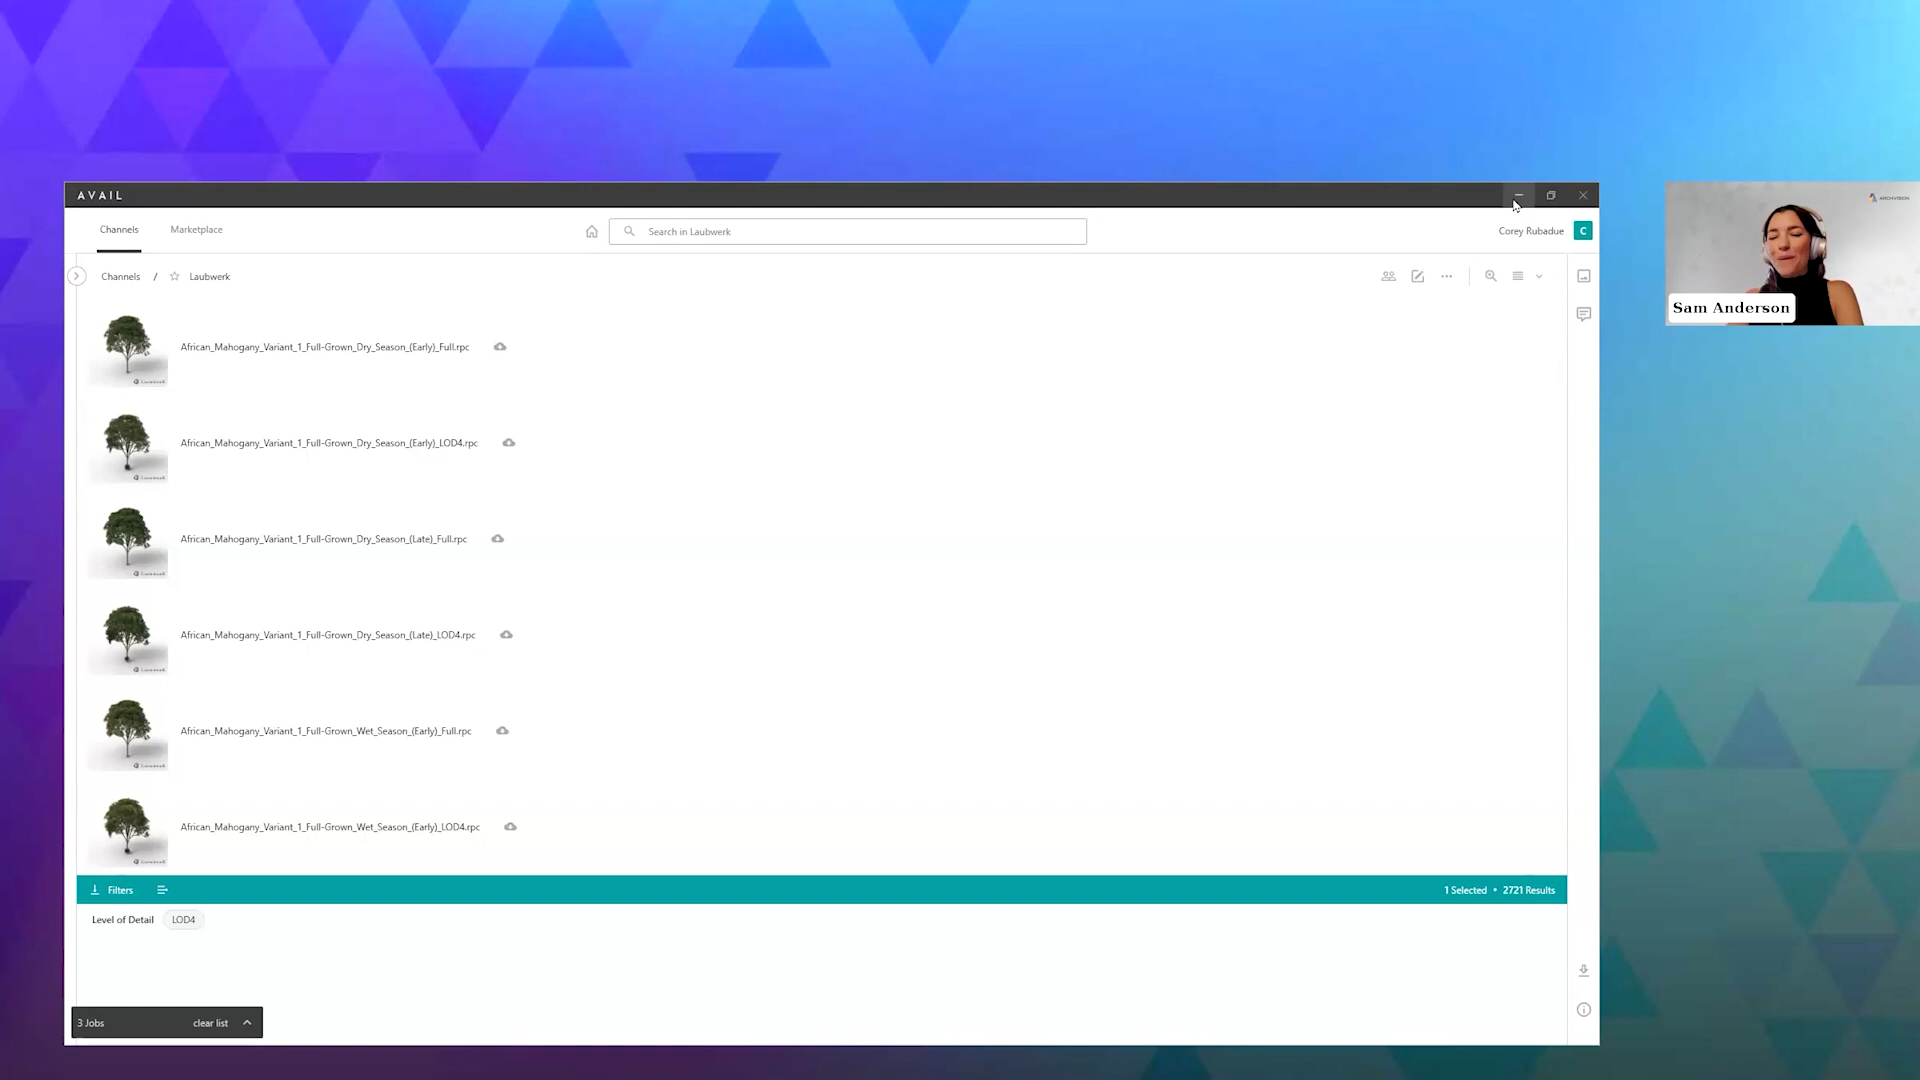 AVAIL
Channels
Marketplace
Search in Laubwerk
Corey Rubadue
C
ARCHVISION
Channels / Laubwerk
Sam Anderson
African_Mahogany_Variant_1_Full-Grown_Dry_Season_(Early)_Full.rpc
African_Mahogany_Variant_1_Full-Grown_Dry_Season_(Early)_LOD4.rpc
African_Mahogany_Variant_1_Full-Grown_Dry_Season_(Late)_Full.rpc
African_Mahogany_Variant_1_Full-Grown_Dry_Season_(Late)_LOD4.rpc
African_Mahogany_Variant_1_Full-Grown_Wet_Season_(Early)_Full.rpc
African_Mahogany_Variant_1_Full-Grown_Wet_Season_(Early)_LOD4.rpc
Filters
1 Selected • 2721 Results
Level of Detail LOD4
3 Jobs clear list